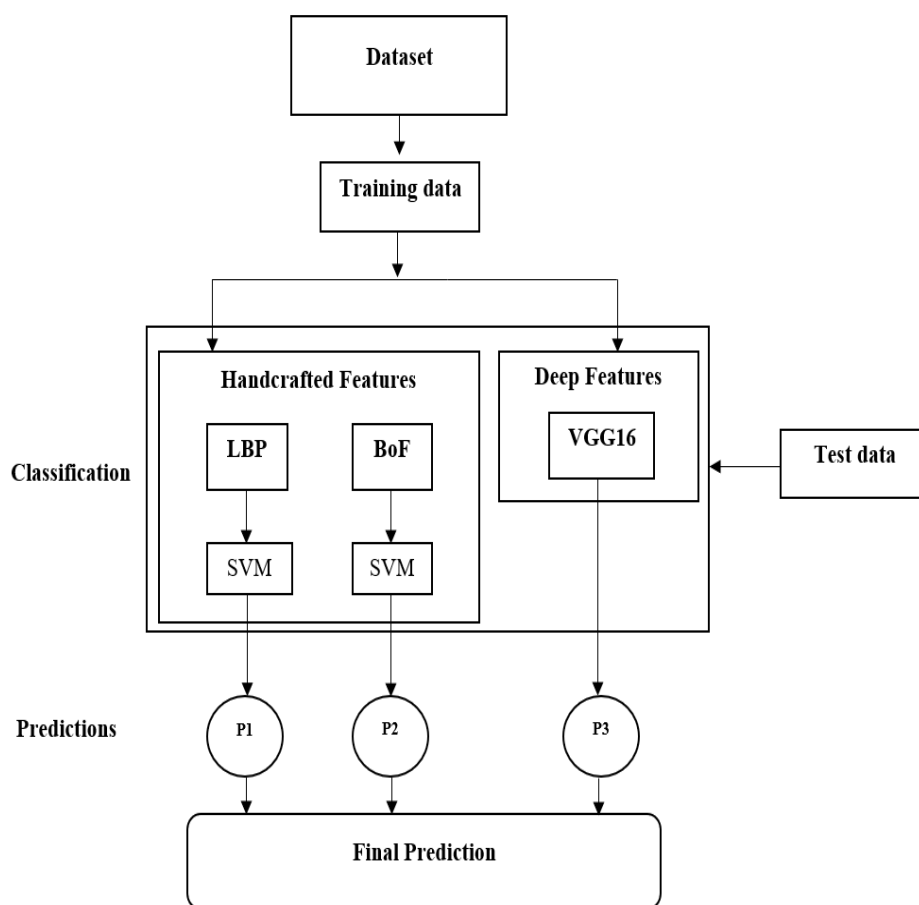 Dataset
Training data
Handcrafted Features
Deep Features
LBP
BoF
VGG16
Classification
Test data
SVM
SVM
Predictions
P1
P2
P3
Final Prediction